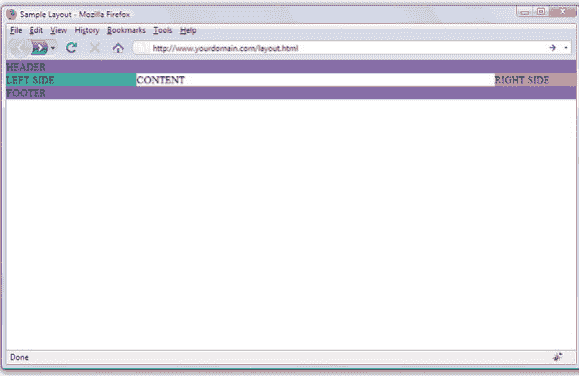 Sample Layout - Mozilla Firefox
File Edit View History Bookmarks Tools Help
http://www.yourdomain.com/layout.html
HEADER
LEFT SIDE CONTENT RIGHT SIDE
FOOTER
Done